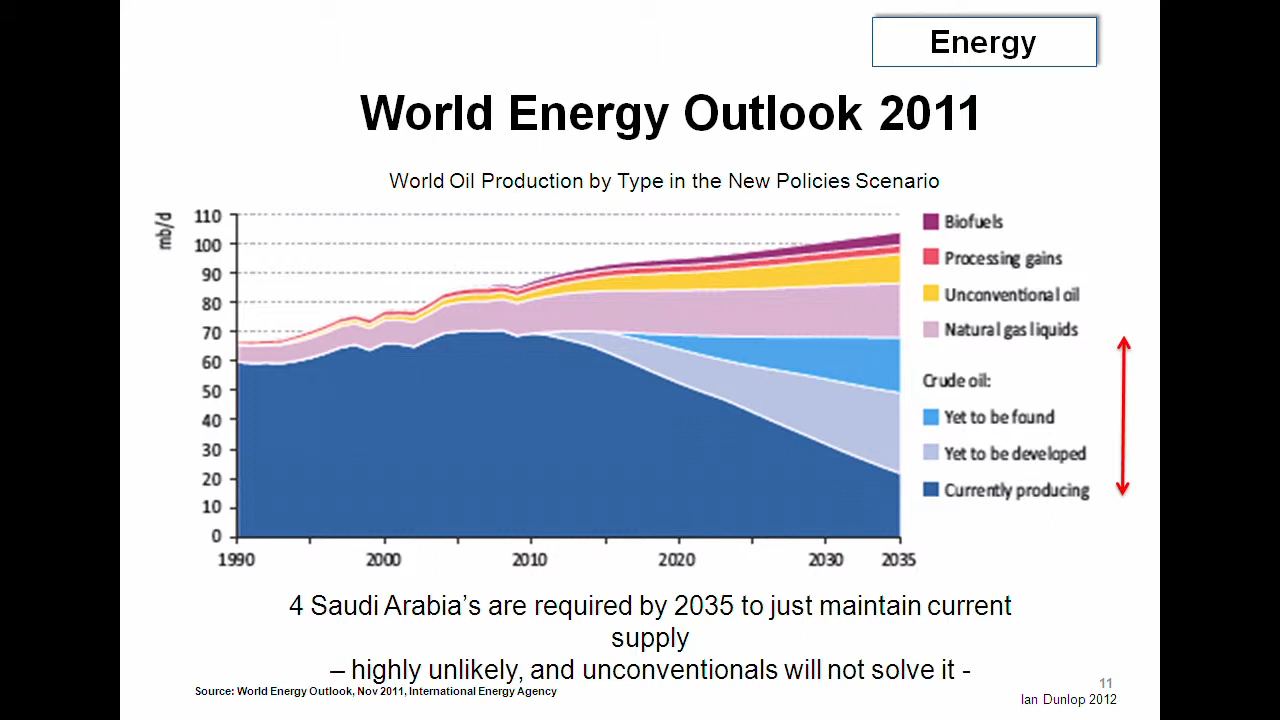 Energy
World Energy Outlook 2011
World Oil Production by Type in the New Policies Scenario
mb/d
110
100
90
80
70
60
50
40
30
20
10
0
1990
2000
2010
2020
2030
2035
Biofuels
Processing gains
Unconventional oil
Natural gas liquids
Crude oil:
Yet to be found
Yet to be developed
Currently producing
4 Saudi Arabia's are required by 2035 to just maintain current
supply
– highly unlikely, and unconventionals will not solve it -
Source: World Energy Outlook, Nov 2011, International Energy Agency
11
Ian Dunlop 2012